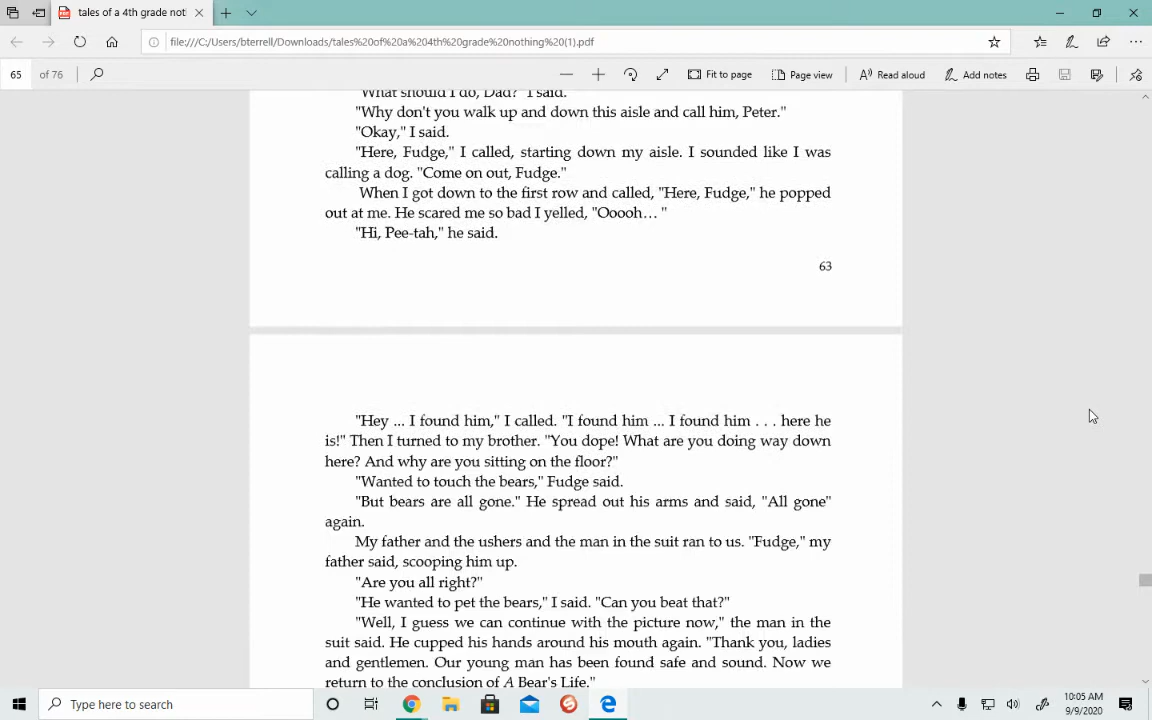 tales of a 4th grade not
file:///C:/Users/bterrell/Downloads/tales%20of%20a%204th%20grade%20nothing%20(1).pdf
65 of 76
Fit to page
Page view
Read aloud
Add notes
"What should I do, Dad?" I said.
"Why don't you walk up and down this aisle and call him, Peter."
"Okay," I said.
"Here, Fudge," I called, starting down my aisle. I sounded like I was
calling a dog. "Come on out, Fudge."
When I got down to the first row and called, "Here, Fudge," he popped
out at me. He scared me so bad I yelled, "Ooooh… "
"Hi, Pee-tah," he said.
63
"Hey ... I found him," I called. "I found him ... I found him . . . here he
is!" Then I turned to my brother. "You dope! What are you doing way down
here? And why are you sitting on the floor?"
"Wanted to touch the bears," Fudge said.
"But bears are all gone." He spread out his arms and said, "All gone"
again.
My father and the ushers and the man in the suit ran to us. "Fudge," my
father said, scooping him up.
"Are you all right?"
"He wanted to pet the bears," I said. "Can you beat that?"
"Well, I guess we can continue with the picture now," the man in the
suit said. He cupped his hands around his mouth again. "Thank you, ladies
and gentlemen. Our young man has been found safe and sound. Now we
return to the conclusion of A Bear's Life."
Type here to search
10:05 AM
9/9/2020